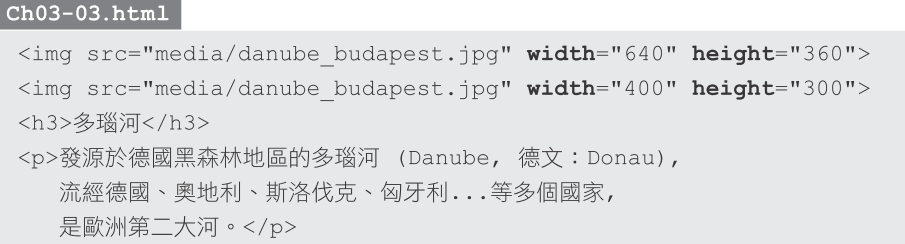 Ch03-03.html
<img src="media/danube_budapest.jpg" width="640" height="360">
<img src="media/danube_budapest.jpg" width="400" height="300">
<h3>多瑙河</h3>
<p>發源於德國黑森林地區的多瑙河 (Danube, 德文：Donau),
流經德國、奧地利、斯洛伐克、匈牙利...等多個國家,
是歐洲第二大河。</p>